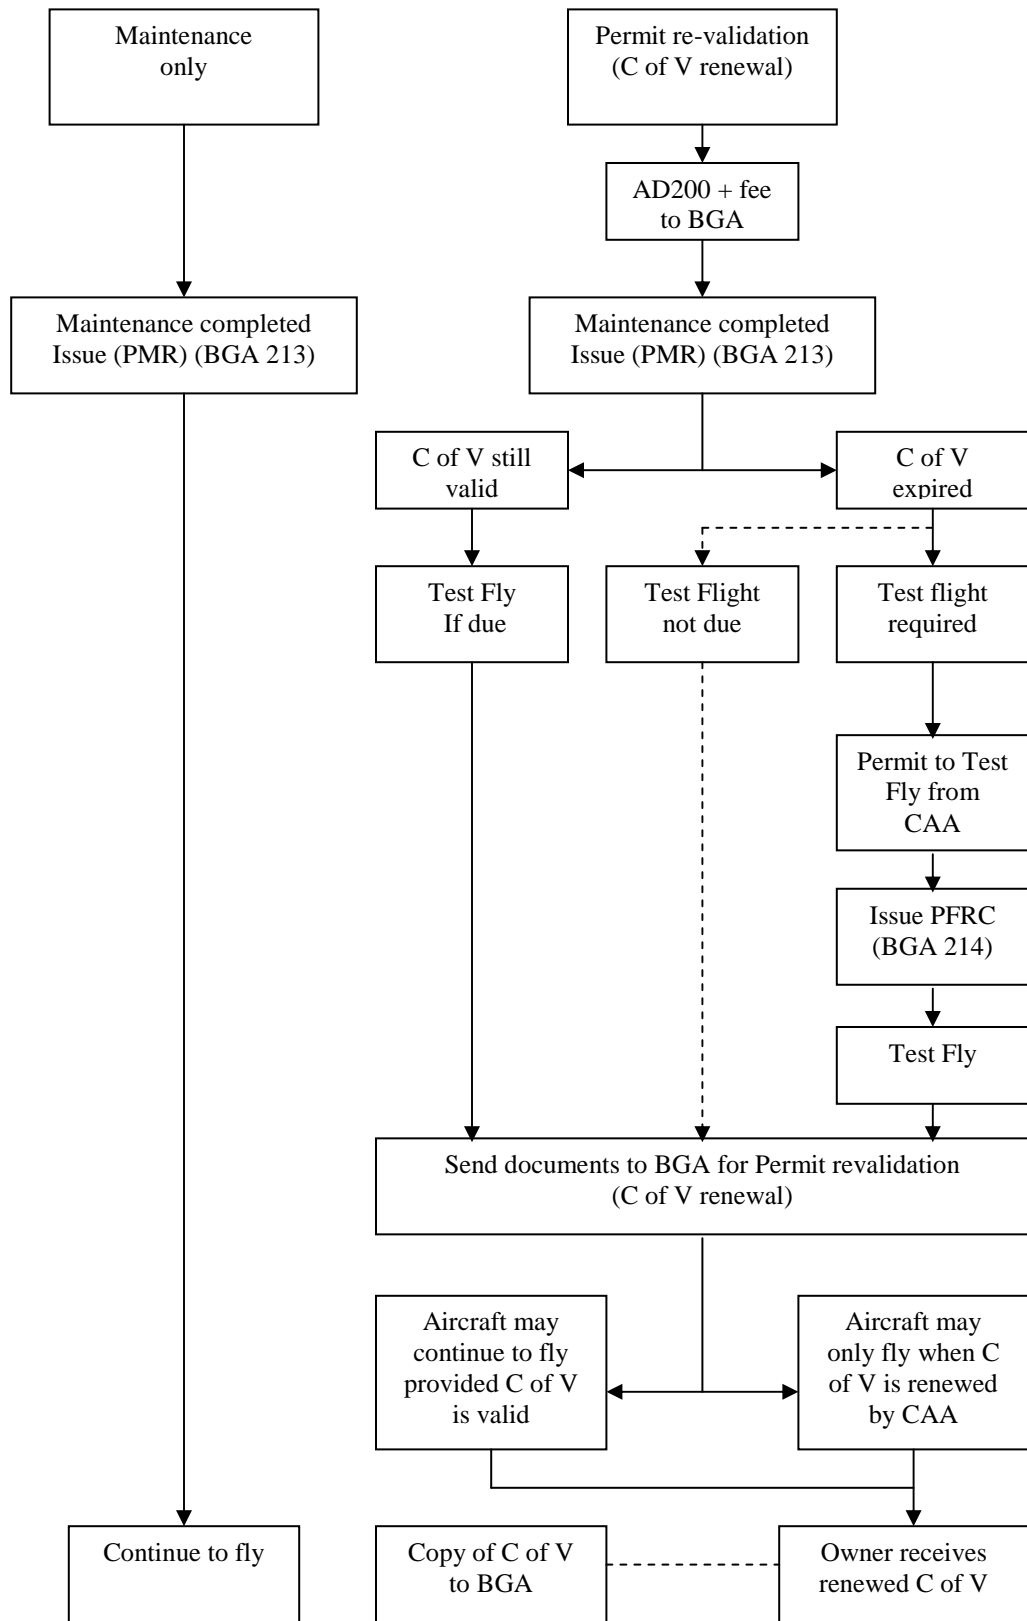 Maintenance
only
Permit re-validation
(C of V renewal)
AD200 + fee
to BGA
Maintenance completed
Issue (PMR) (BGA 213)
Maintenance completed
Issue (PMR) (BGA 213)
C of V still
valid
C of V
expired
Test Fly
If due
Test Flight
not due
Test flight
required
Permit to Test
Fly from
CAA
Issue PFRC
(BGA 214)
Test Fly
Send documents to BGA for Permit revalidation
(C of V renewal)
Aircraft may
continue to fly
provided C of V
is valid
Aircraft may
only fly when C
of V is renewed
by CAA
Continue to fly
Copy of C of V
to BGA
Owner receives
renewed C of V